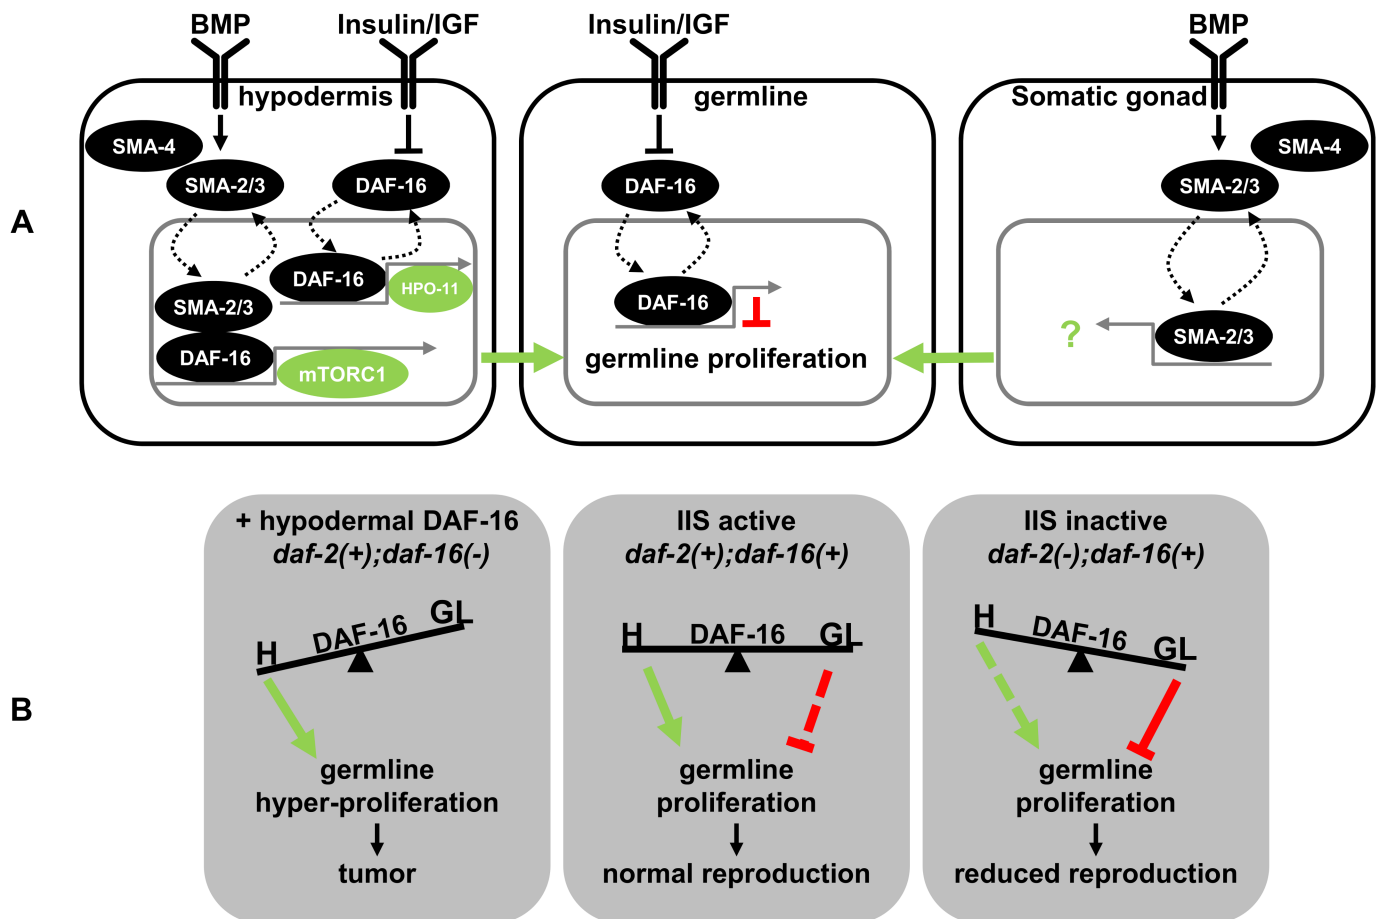 BMP
Insulin/IGF
Insulin/IGF
BMP
hypodermis
germline
Somatic gonad
SMA-4
SMA-2/3
DAF-16
DAF-16
SMA-4
SMA-2/3
A
DAF-16
HPO-11
SMA-2/3
DAF-16
mTORC1
DAF-16
germline proliferation
?
SMA-2/3
+ hypodermal DAF-16
daf-2(+);daf-16(-)
H
DAF-16
GL
germline
hyper-proliferation
tumor
IIS active
daf-2(+);daf-16(+)
H
DAF-16
GL
germline
proliferation
normal reproduction
IIS inactive
daf-2(-);daf-16(+)
H
DAF-16
GL
germline
proliferation
reduced reproduction
B